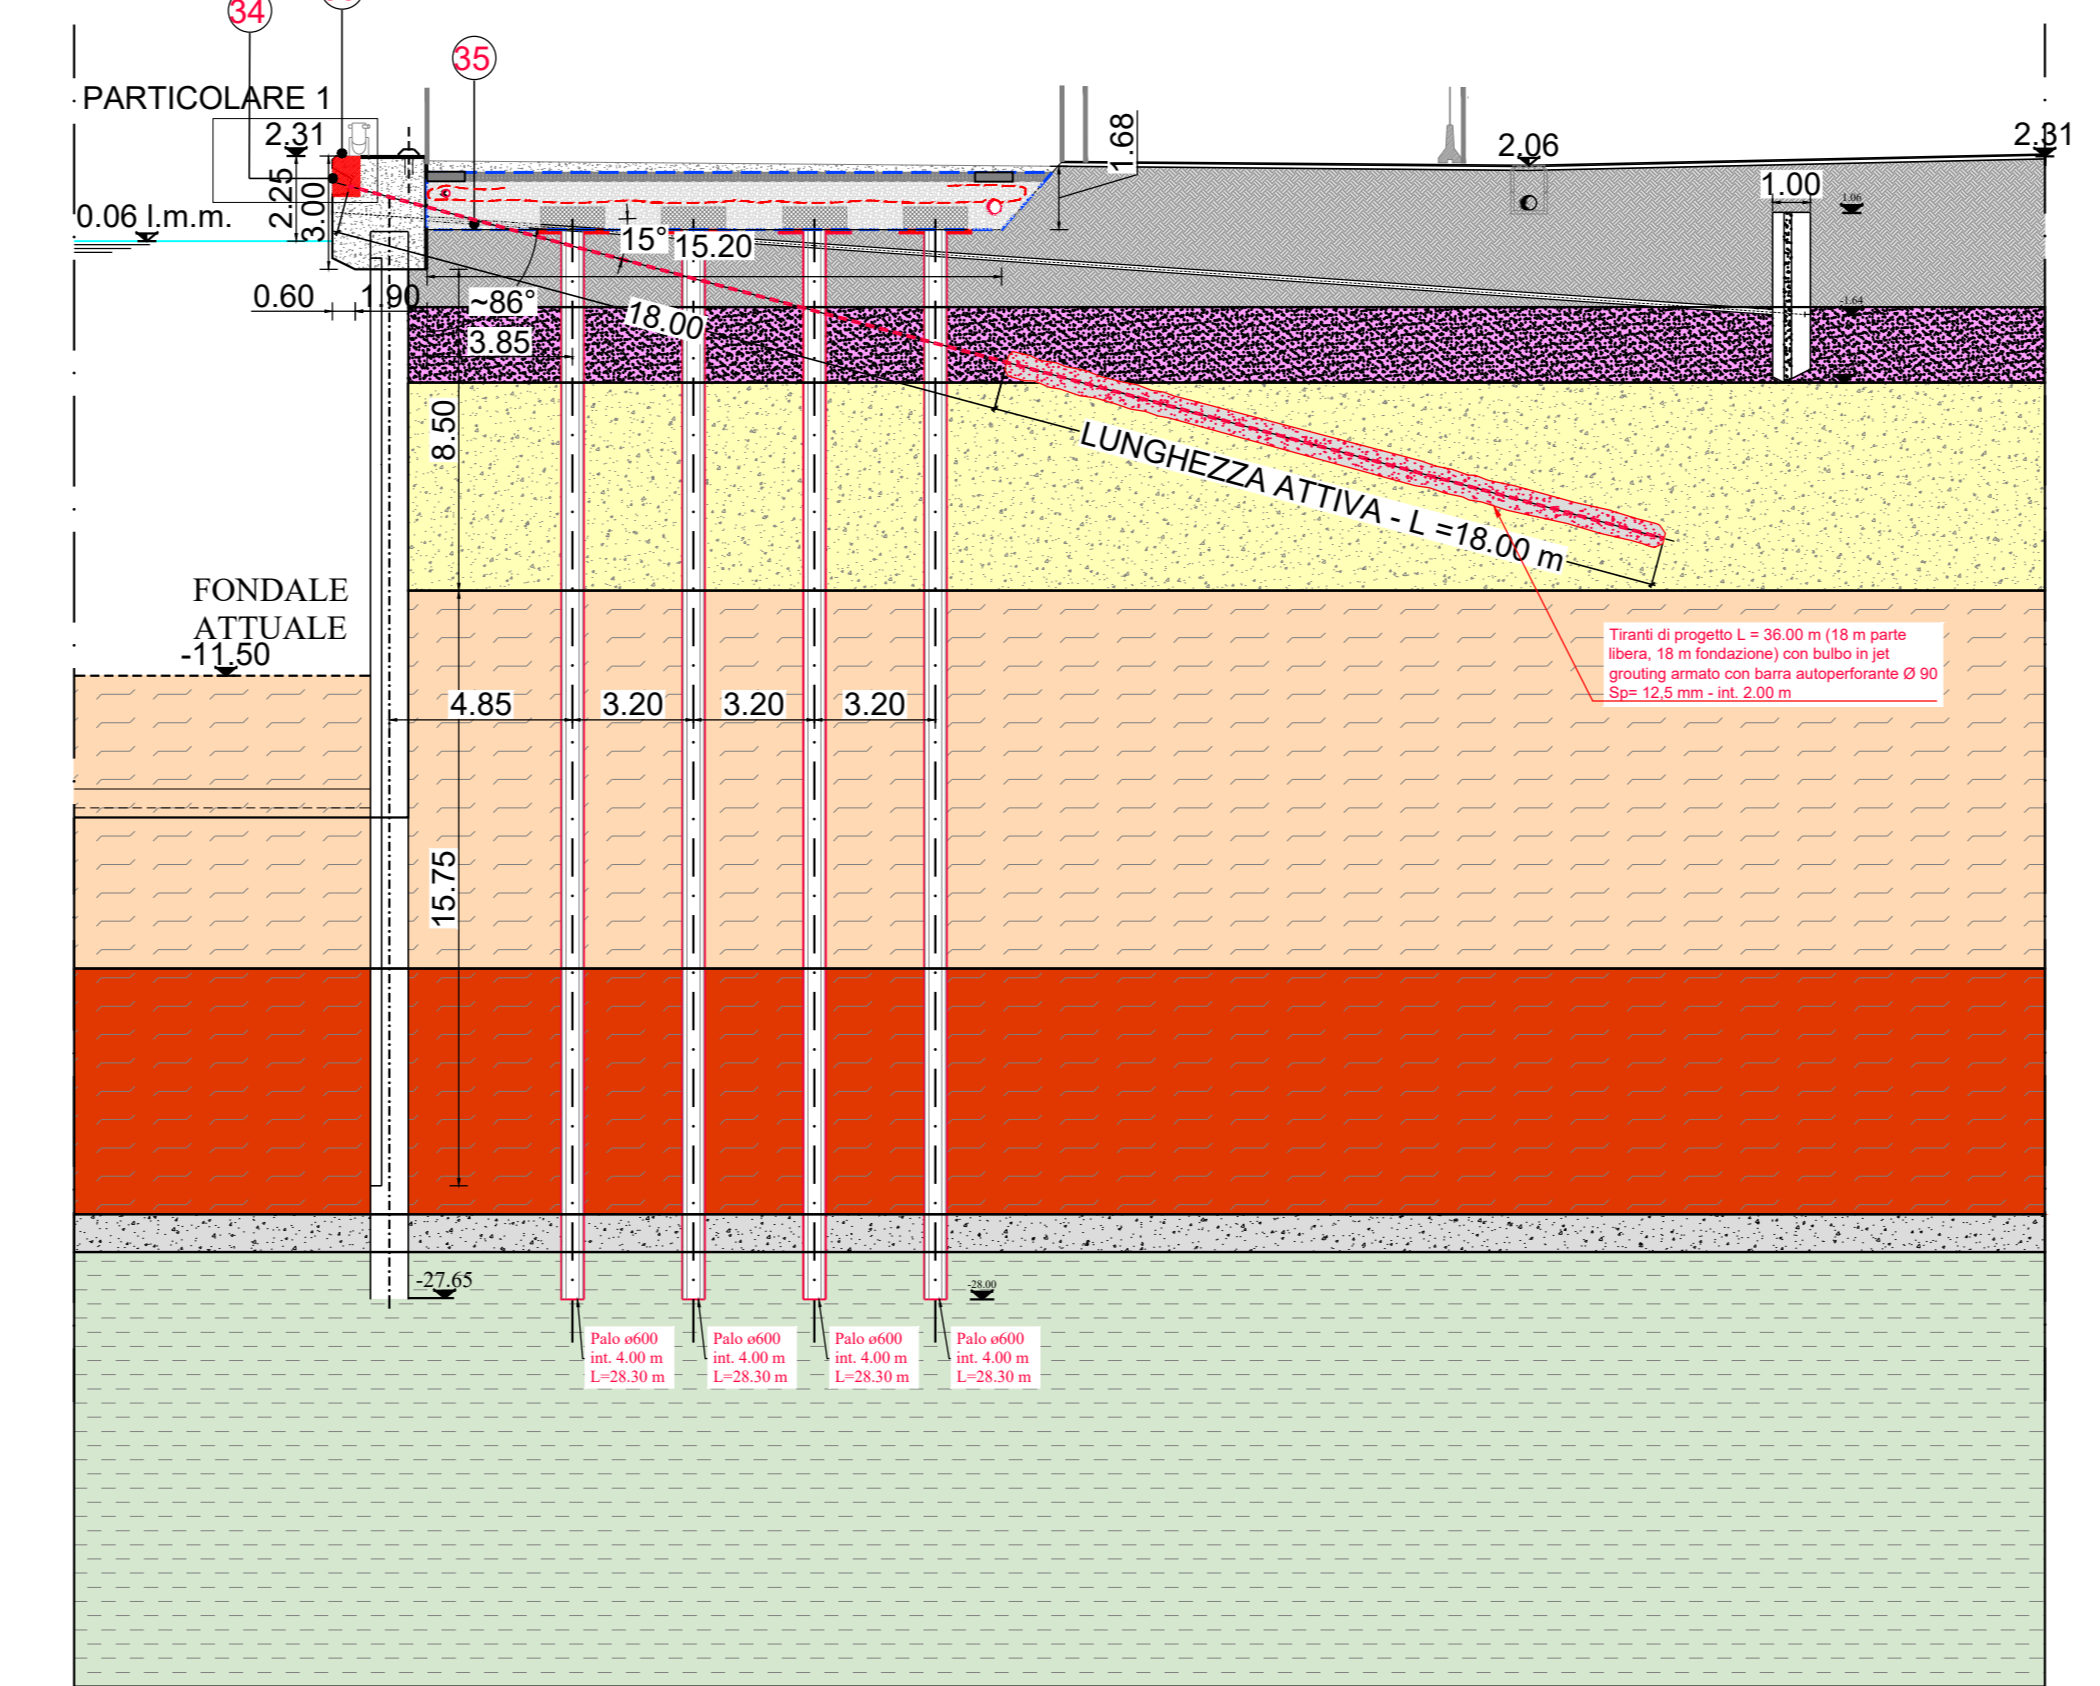 34
35
PARTICOLARE 1
2.31
2.25
3.00
0.06 l.m.m.
0.60
1.90
15°
15.20
~86°
3.85
18.00
1.68
2.06
2.31
1.00
1.06
-1.64
8.50
LUNGHEZZA ATTIVA - L =18.00 m
FONDALE
ATTUALE
-11.50
Tiranti di progetto L = 36.00 m (18 m parte
libera, 18 m fondazione) con bulbo in jet
grouting armato con barra autoperforante Ø 90
Sp= 12,5 mm - int. 2.00 m
4.85
3.20
3.20
3.20
15.75
-27.65
-28.00
Palo ø600
int. 4.00 m
L=28.30 m
Palo ø600
int. 4.00 m
L=28.30 m
Palo ø600
int. 4.00 m
L=28.30 m
Palo ø600
int. 4.00 m
L=28.30 m